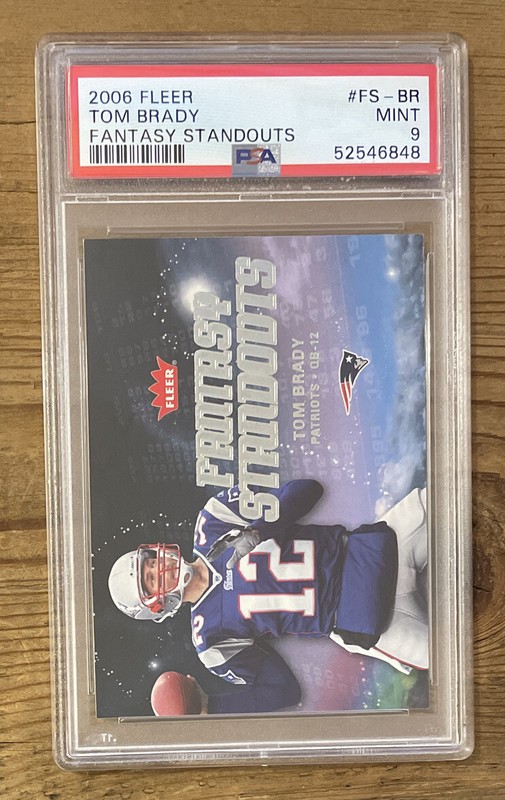 2006 FLEER #FS-BR
TOM BRADY MINT
FANTASY STANDOUTS 9
PSA 52546848
FLEER
FANTASY
STANDOUTS
TOM BRADY
PATRIOTS • QB-12
12
12